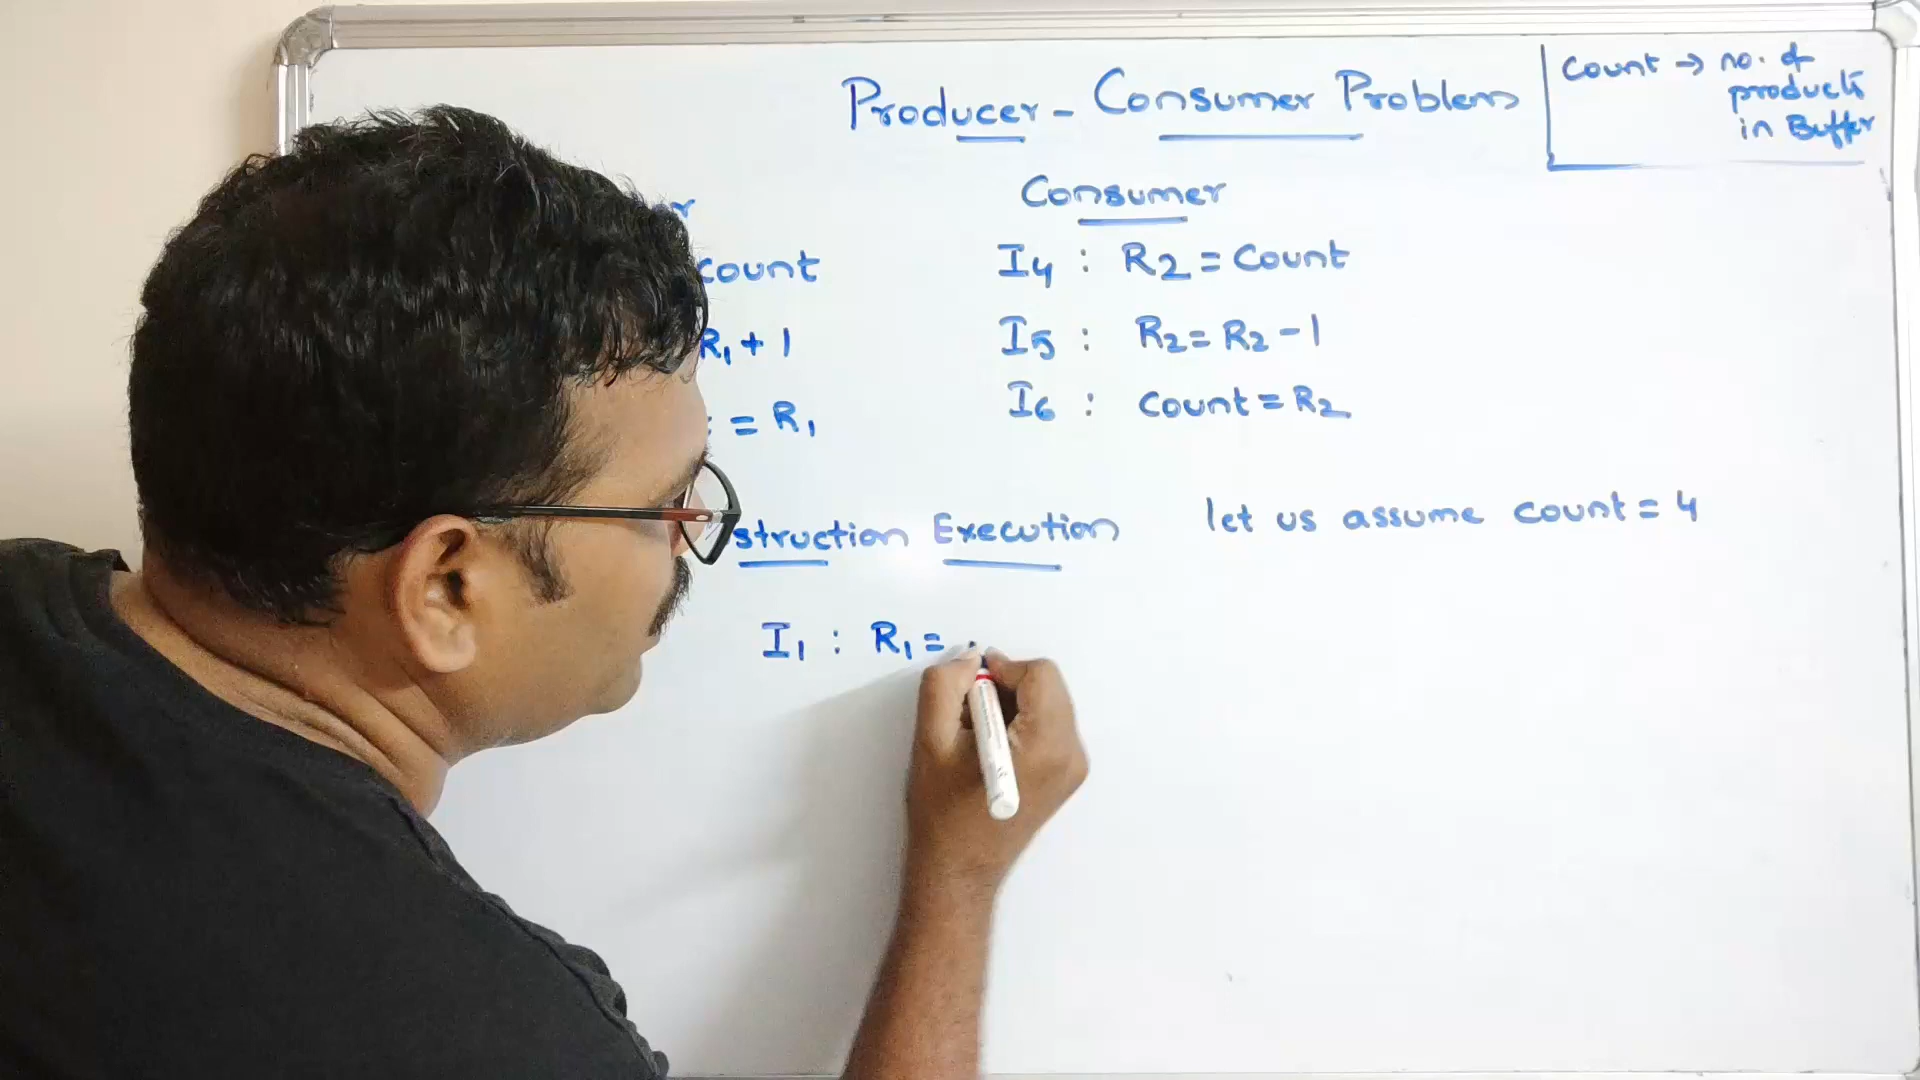 Producer - Consumer Problem
Count → no. of
products
in Buffer
Consumer
count
R1 + 1
= R1
I4 : R2 = Count
I5 : R2 = R2 - 1
I6 : count = R2
struction Execution
let us assume count = 4
I1 : R1 =